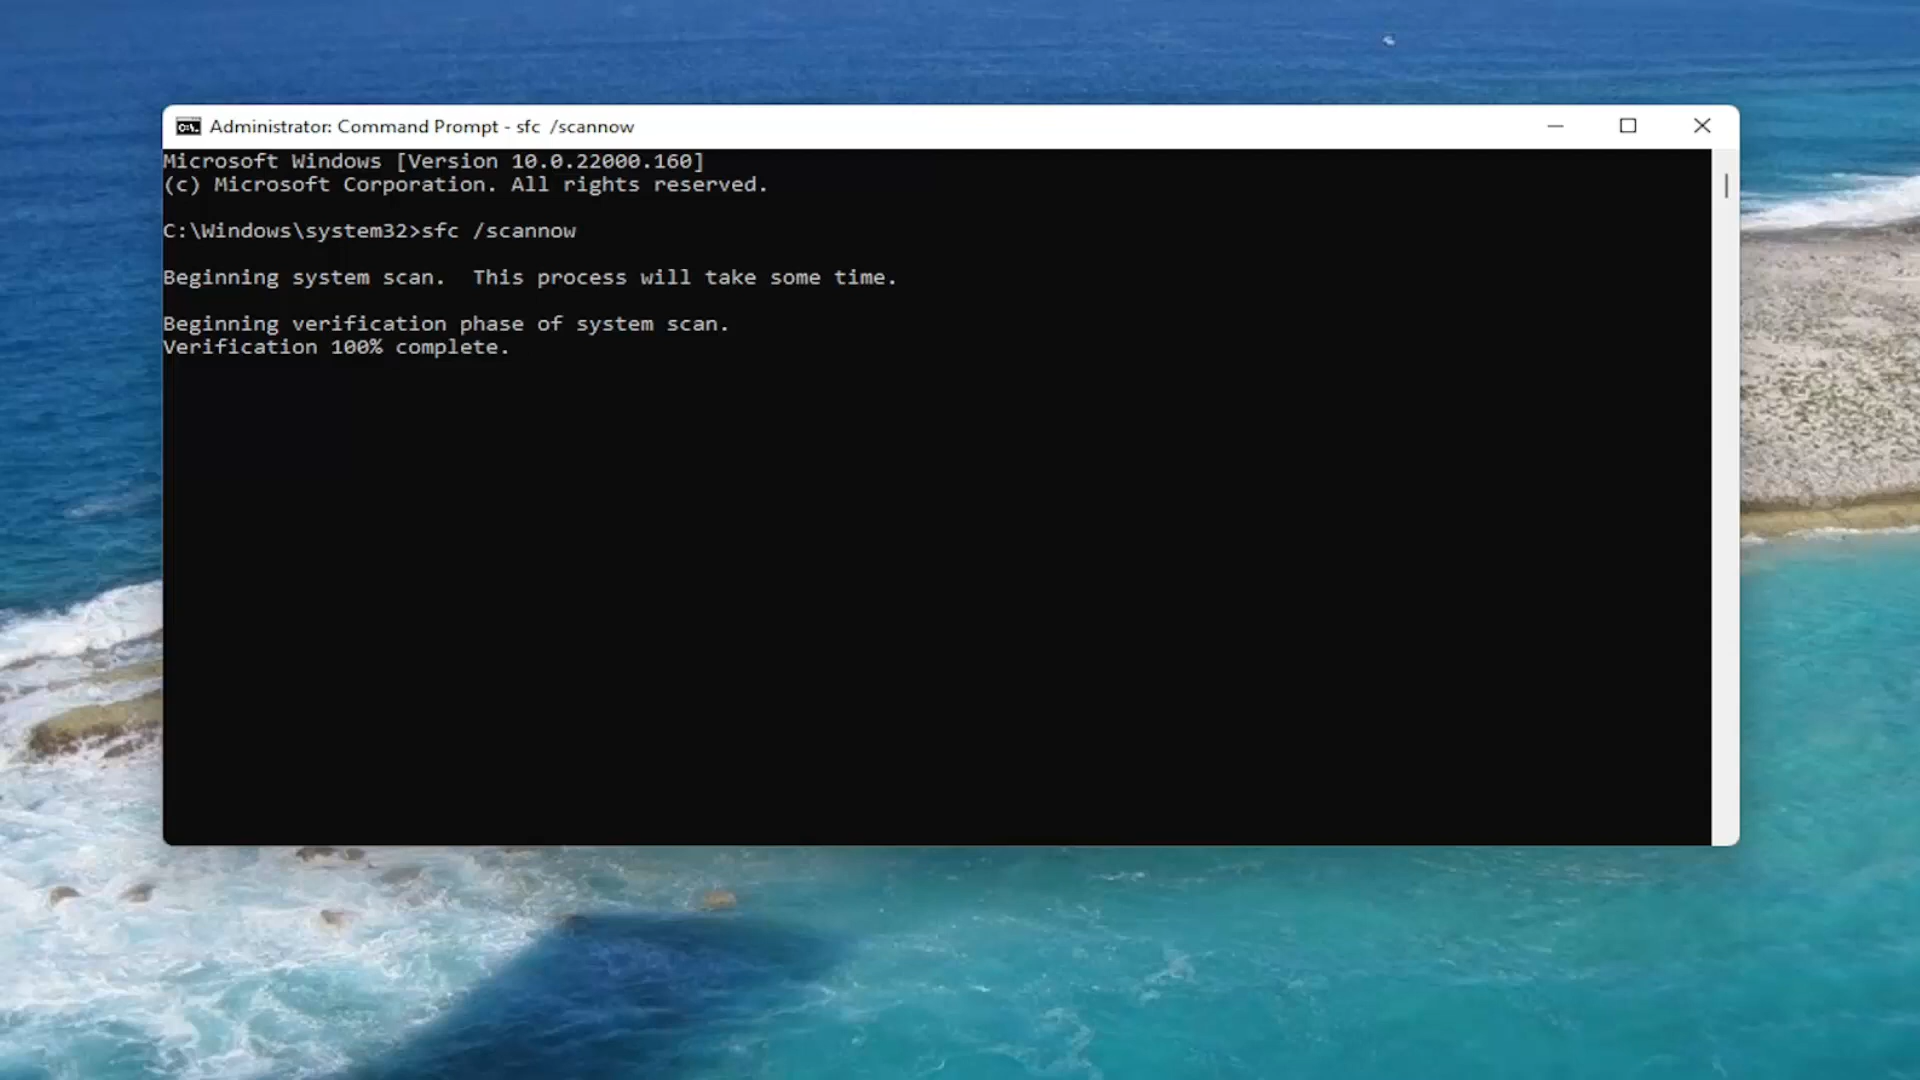 Administrator: Command Prompt - sfc  /scannow
Microsoft Windows [Version 10.0.22000.160]
(c) Microsoft Corporation. All rights reserved.
C:\Windows\system32>sfc /scannow
Beginning system scan.  This process will take some time.
Beginning verification phase of system scan.
Verification 100% complete.